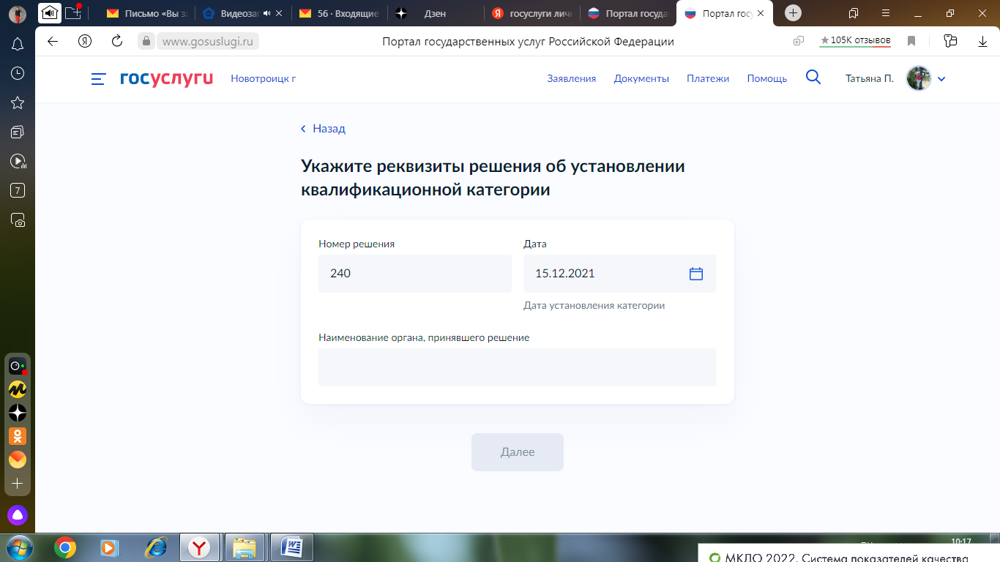 Письмо «Вы за
Видеозап
56 · Входящие
Дзен
госуслуги личн
Портал государ
Портал госу
www.gosuslugi.ru
Портал государственных услуг Российской Федерации
105K отзывов
госуслуги
Новотроицк г
Заявления
Документы
Платежи
Помощь
Татьяна П.
Назад
Укажите реквизиты решения об установлении
квалификационной категории
Номер решения
Дата
240
15.12.2021
Дата установления категории
Наименование органа, принявшего решение
Далее
7
10:17
МКДО 2022. Система показателей качества